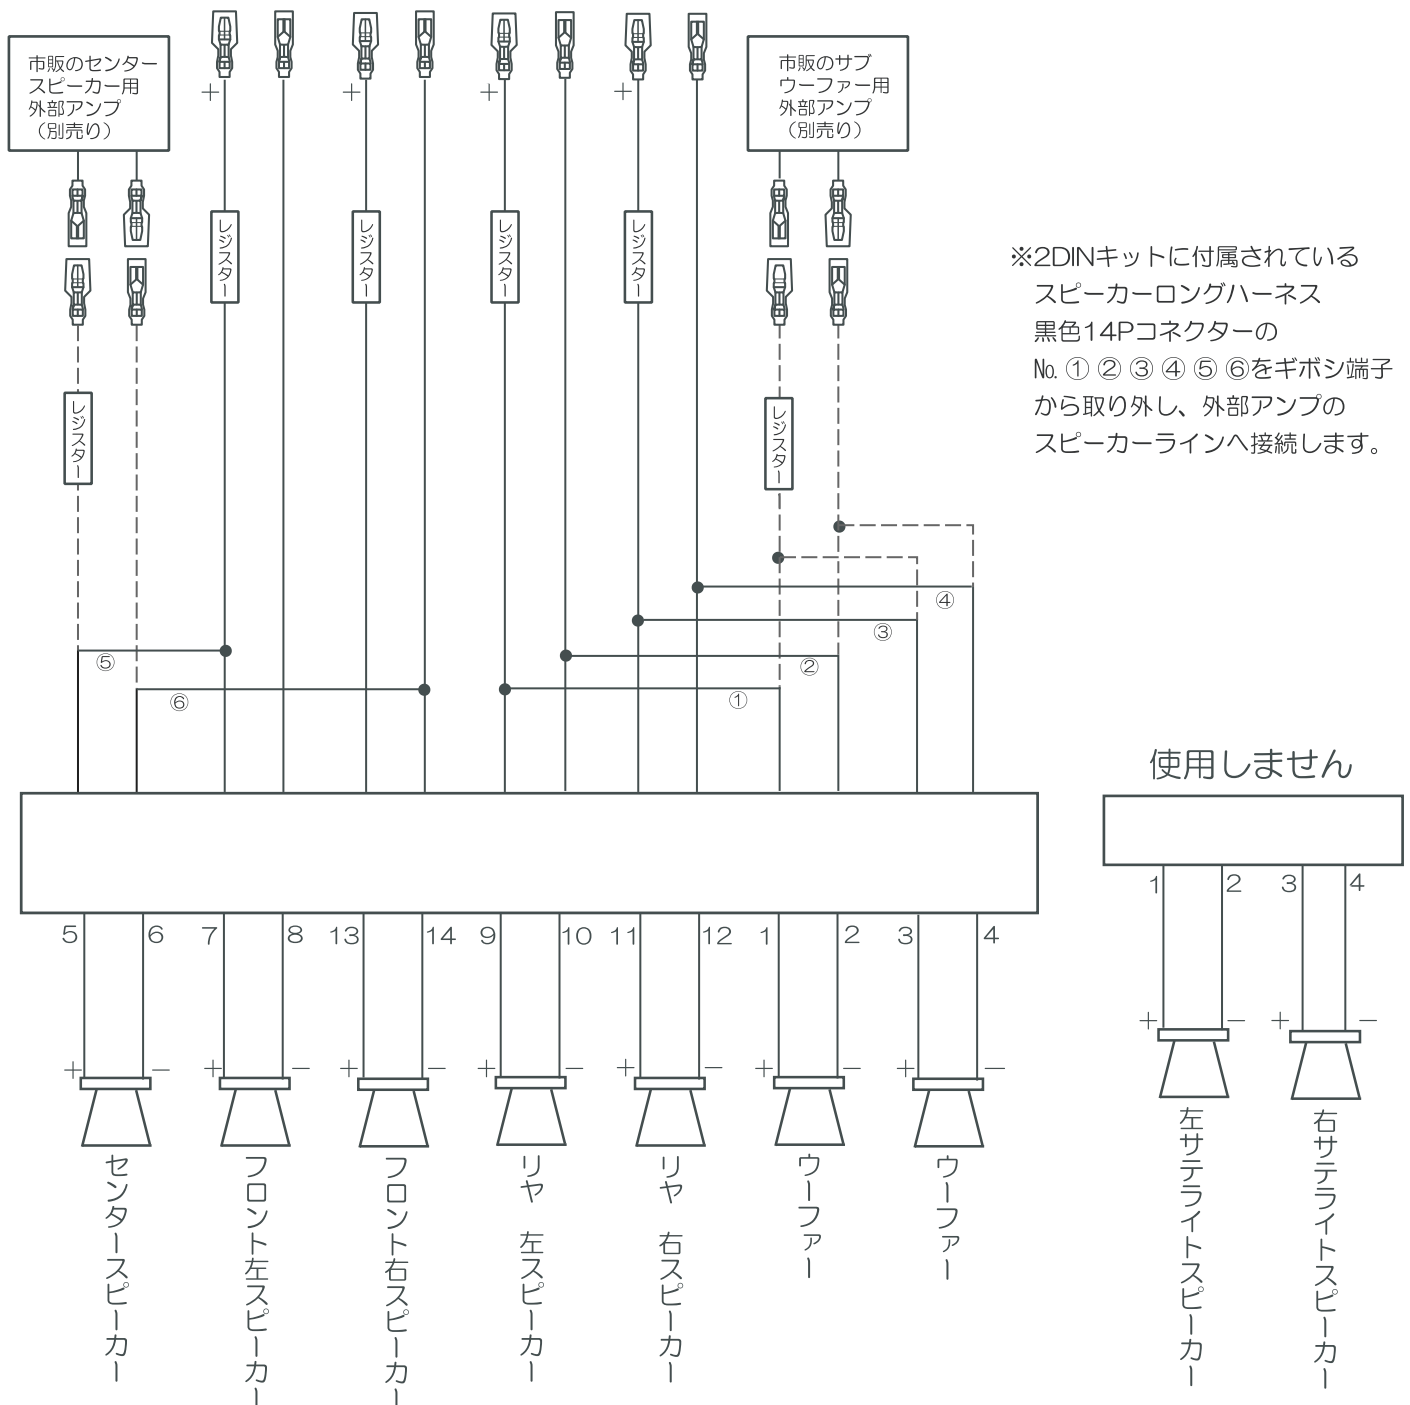 市販のセンター
スピーカー用
外部アンプ
（別売り）
+
+
+
+
市販のサブ
ウーファー用
外部アンプ
（別売り）
レジスター
レジスター
レジスター
レジスター
レジスター
レジスター
※2DINキットに付属されている
スピーカーロングハーネス
黒色14Pコネクターの
No. ① ② ③ ④ ⑤ ⑥をギボシ端子
から取り外し、外部アンプの
スピーカーラインへ接続します。
④
③
⑤
②
⑥
①
使用しません
5 6 7 8 13 14 9 10 11 12 1 2 3 4
1 2 3 4
+ − + −
+ − + − + − + − + − + − + −
センタースピーカー
フロント左スピーカー
フロント右スピーカー
リヤ 左スピーカー
リヤ 右スピーカー
ウーファー
ウーファー
左サテライトスピーカー
右サテライトスピーカー